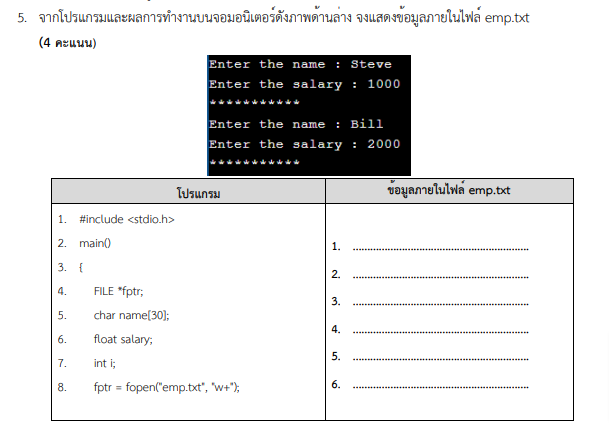 5. จากโปรแกรมและผลการทำงานบนจอมอนิเตอร์ดังภาพด้านล่าง จงแสดงข้อมูลภายในไฟล์ emp.txt
(4 คะแนน)
Enter the name : Steve
Enter the salary : 1000
***********
Enter the name : Bill
Enter the salary : 2000
***********
โปรแกรม
ข้อมูลภายในไฟล์ emp.txt
1. #include <stdio.h>
2. main()
3. {
4. FILE *fptr;
5. char name[30];
6. float salary;
7. int i;
8. fptr = fopen("emp.txt", "w+");
1. ............................................................
2. ............................................................
3. ............................................................
4. ............................................................
5. ............................................................
6. ............................................................